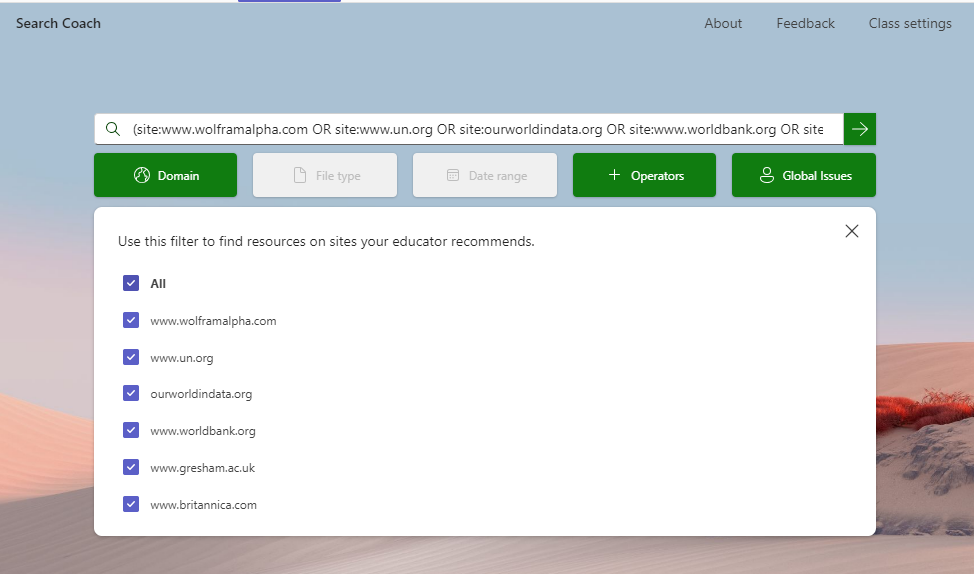 Search Coach
About Feedback Class settings
(site:www.wolframalpha.com OR site:www.un.org OR site:ourworldindata.org OR site:www.worldbank.org OR site
Domain File type Date range Operators Global Issues
Use this filter to find resources on sites your educator recommends.
All
www.wolframalpha.com
www.un.org
ourworldindata.org
www.worldbank.org
www.gresham.ac.uk
www.britannica.com